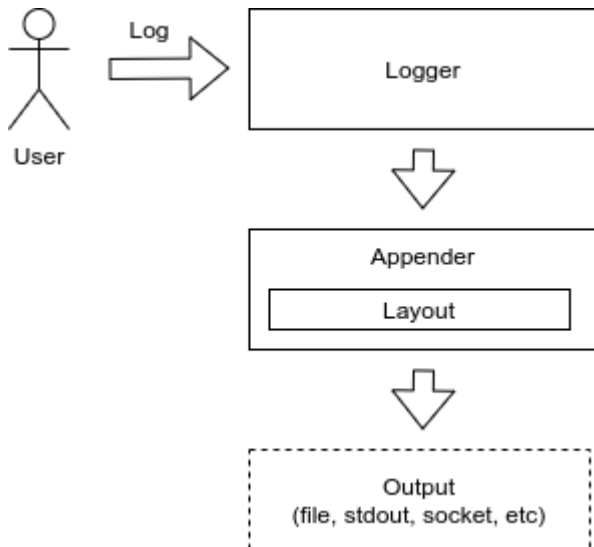 Log
Logger
User
Appender
Layout
Output
(file, stdout, socket, etc)